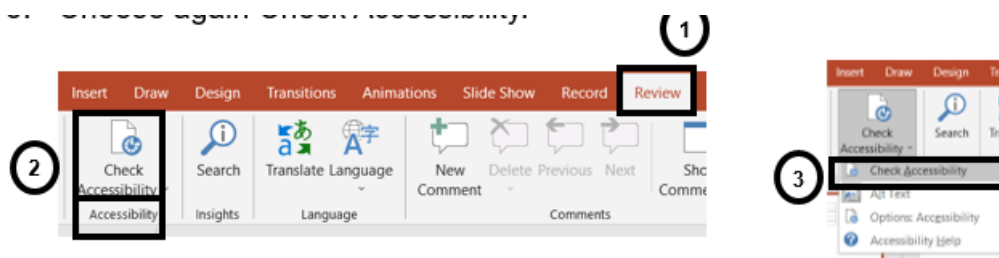 Choose again Check Accessibility.
1
Insert Draw Design Transitions Animations Slide Show Record Review
2
Check Accessibility
Search
Translate Language
New Comment
Delete Previous Next
Accessibility Insights Language Comments
Insert Draw Design
Check Accessibility
Search
3
Check Accessibility
Alt Text
Options: Accessibility
Accessibility Help